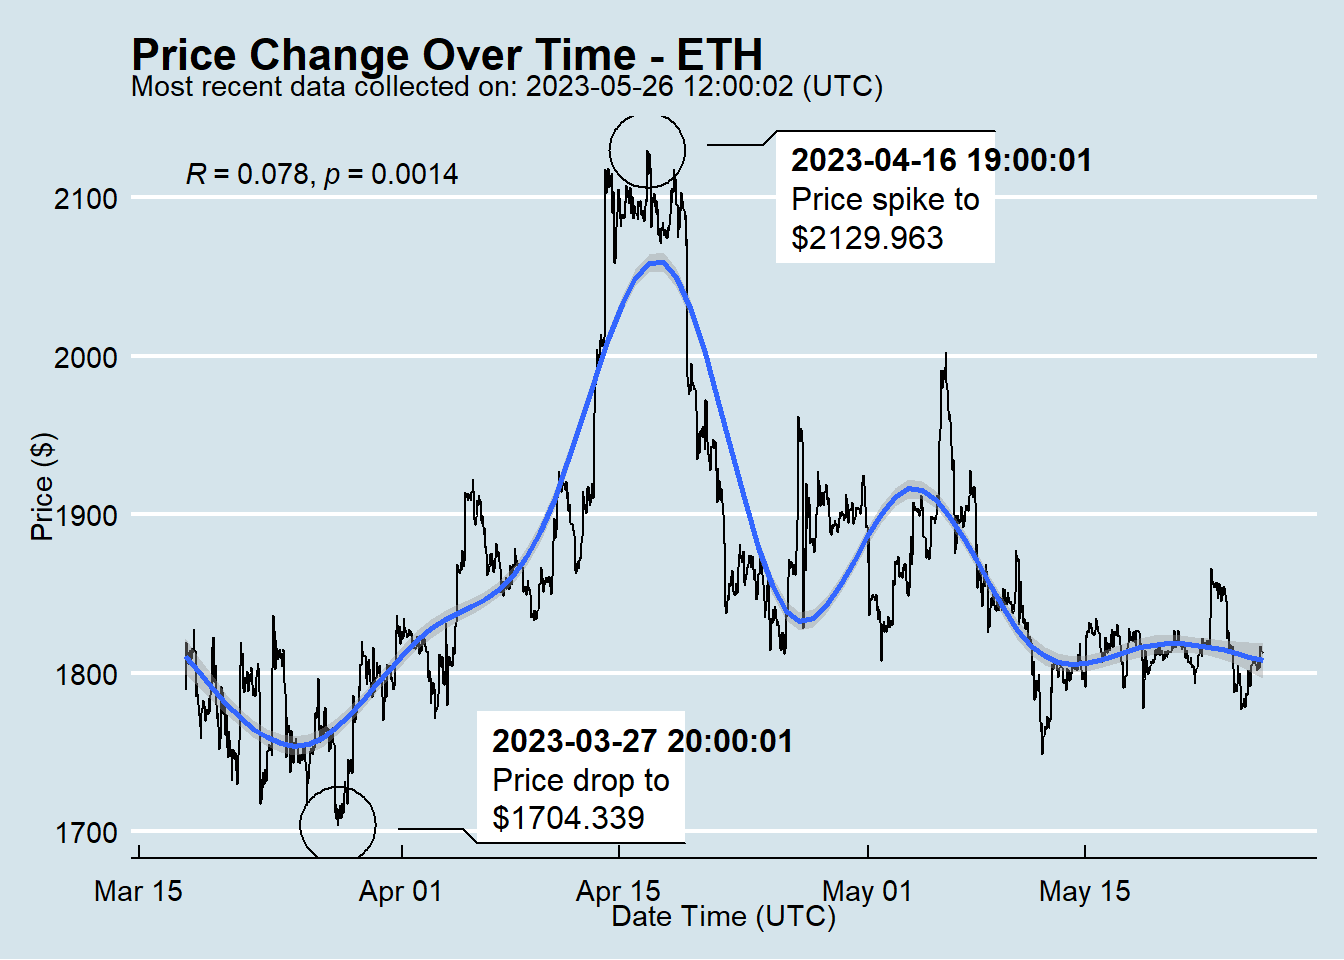 Price Change Over Time - ETH
Most recent data collected on: 2023-05-26 12:00:02 (UTC)
R = 0.078, p = 0.0014
2023-04-16 19:00:01
Price spike to
$2129.963
2100
2000
1900
1800
1700
Price ($)
2023-03-27 20:00:01
Price drop to
$1704.339
Mar 15
Apr 01
Apr 15
May 01
May 15
Date Time (UTC)